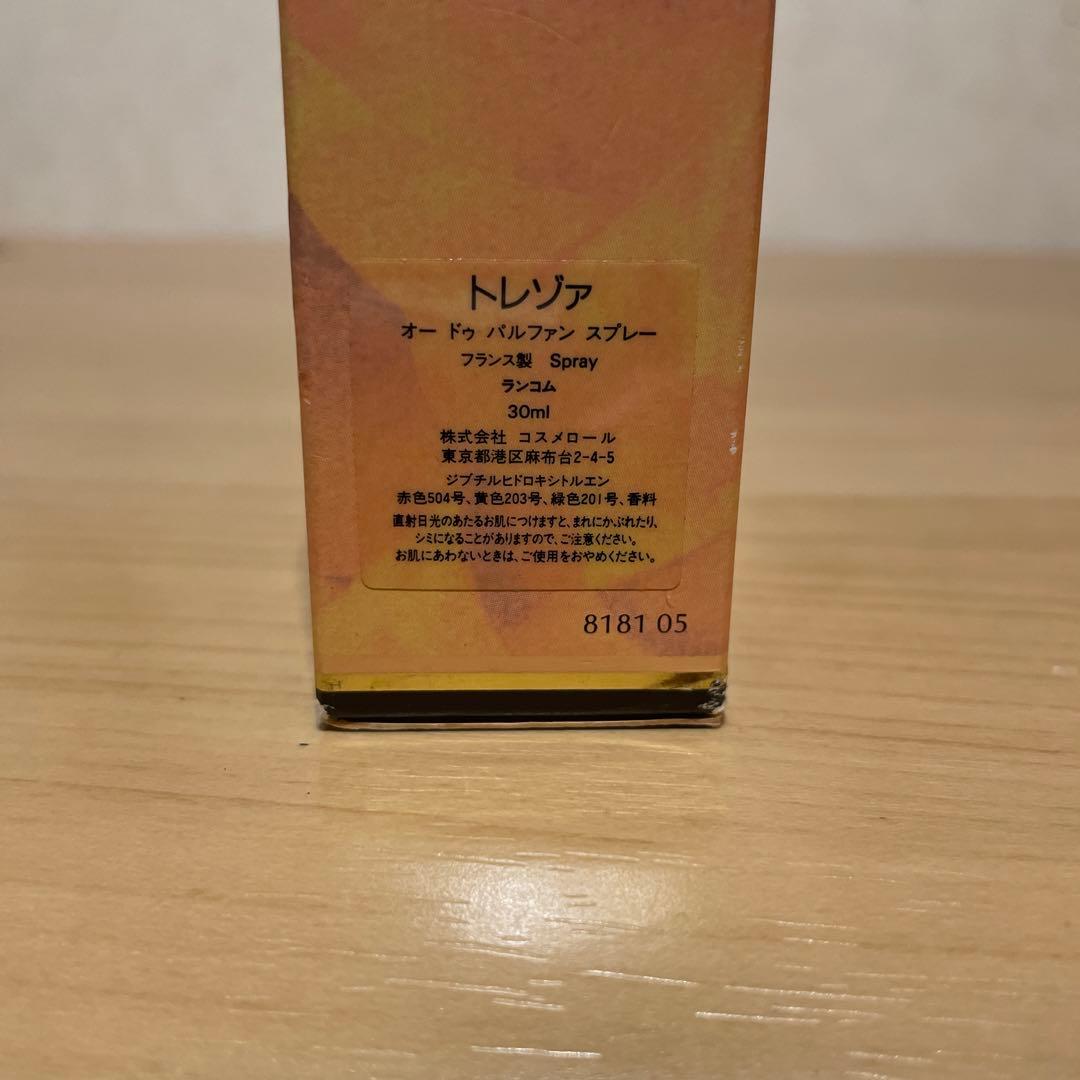 トレゾァ
オー ドゥ パルファン スプレー
フランス製 Spray
ランコム
30ml
株式会社 コスメロール
東京都港区麻布台2-4-5
ジブチルヒドロキシトルエン
赤色504号、黄色203号、緑色201号、香料
直射日光のあたるお肌につけますと、まれにかぶれたり、
シミになることがありますので、ご注意ください。
お肌にあわないときは、ご使用をおやめください。
8181 05